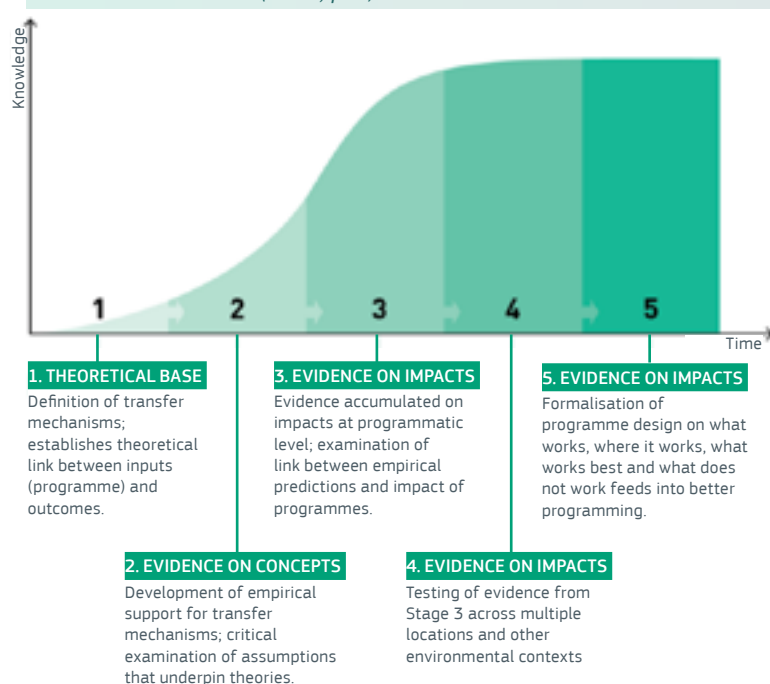 Knowledge
1
2
3
4
5
Time
1. THEORETICAL BASE
Definition of transfer
mechanisms;
establishes theoretical
link between inputs
(programme) and
outcomes.
3. EVIDENCE ON IMPACTS
Evidence accumulated on
impacts at programmatic
level; examination of
link between empirical
predictions and impact of
programmes.
5. EVIDENCE ON IMPACTS
Formalisation of
programme design on what
works, where it works, what
works best and what does
not work feeds into better
programming.
2. EVIDENCE ON CONCEPTS
Development of empirical
support for transfer
mechanisms; critical
examination of assumptions
that underpin theories.
4. EVIDENCE ON IMPACTS
Testing of evidence from
Stage 3 across multiple
locations and other
environmental contexts